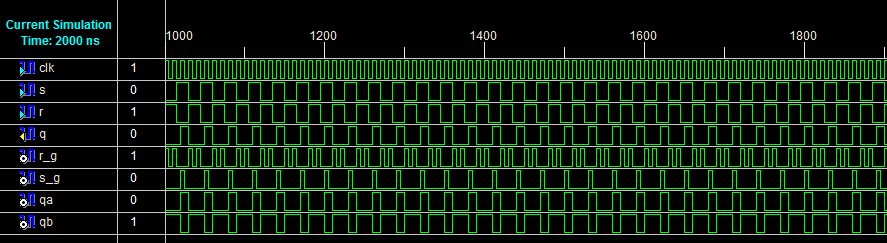 Current Simulation
Time: 2000 ns
1000 1200 1400 1600 1800
clk 1
s 0
r 1
q 0
r_g 1
s_g 0
qa 0
qb 1